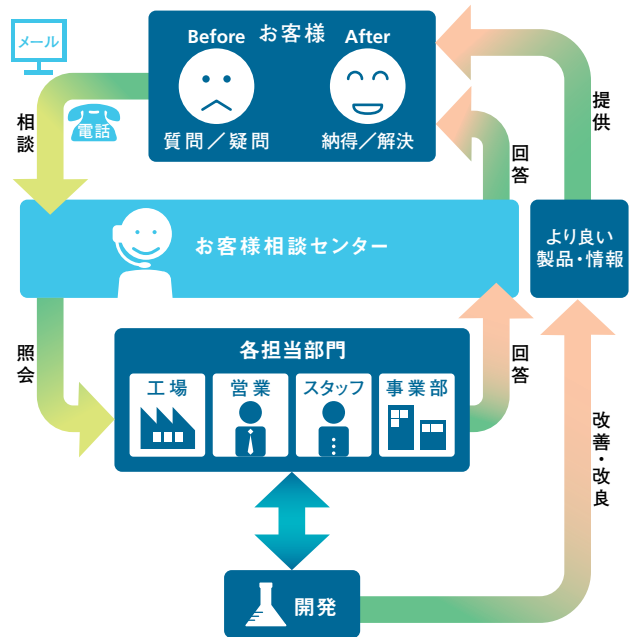 メール
Before お客様 After
電話
質問／疑問
納得／解決
相談
提供
回答
お客様相談センター
より良い
製品・情報
照会
各担当部門
工場
営業
スタッフ
事業部
回答
改善・改良
開発